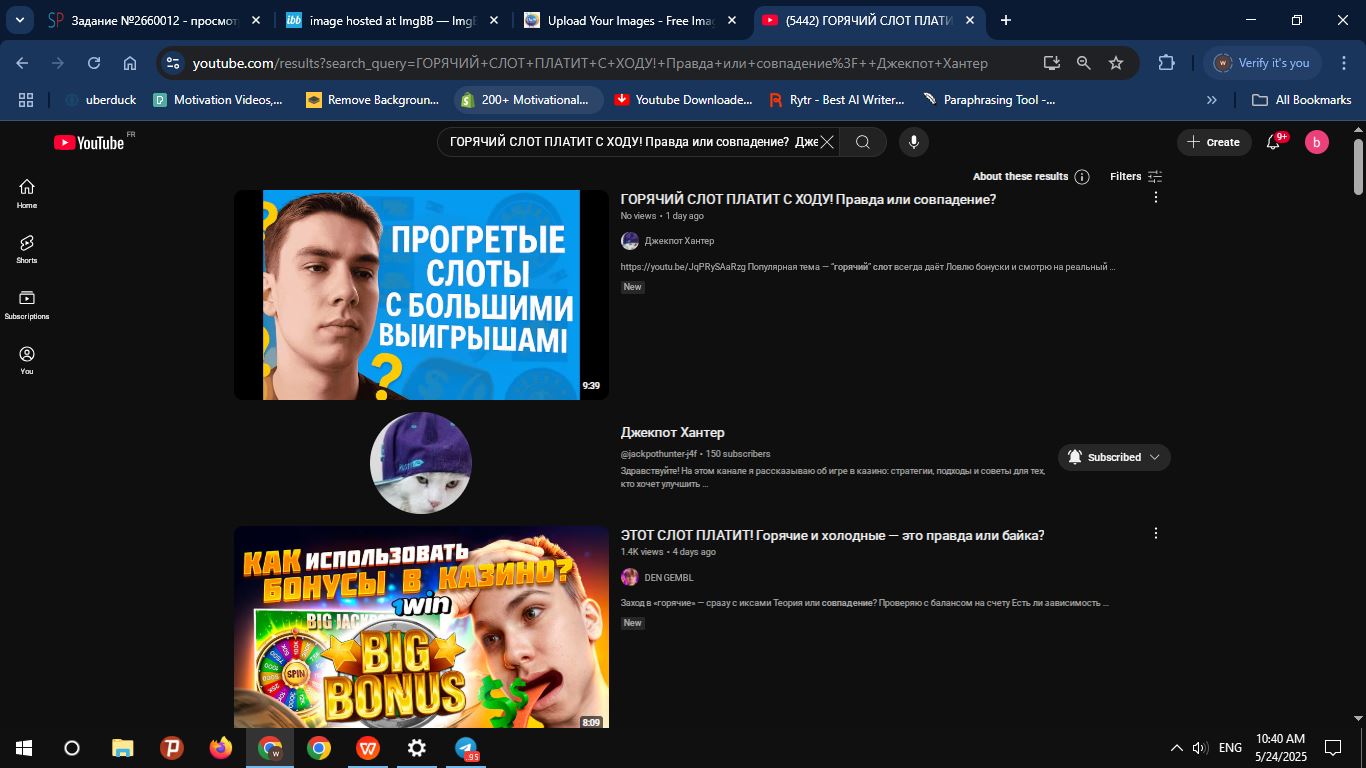 Задание №2660012 - просмот
image hosted at ImgBB — ImgB
Upload Your Images - Free Imag
(5442) ГОРЯЧИЙ СЛОТ ПЛАТИ
youtube.com/results?search_query=ГОРЯЧИЙ+СЛОТ+ПЛАТИТ+С+ХОДУ!+Правда+или+совпадение%3F++Джекпот+Хантер
Verify it's you
uberduck
Motivation Videos,...
Remove Backgroun...
200+ Motivational...
Youtube Downloade...
Rytr - Best AI Writer...
Paraphrasing Tool -...
All Bookmarks
YouTube FR
ГОРЯЧИЙ СЛОТ ПЛАТИТ С ХОДУ! Правда или совпадение? Дже
Create
9+
b
About these results
Filters
Home
Shorts
Subscriptions
You
ПРОГРЕТЫЕ
СЛОТЫ
С БОЛЬШИМИ
ВЫИГРЫШАМИ
9:39
ГОРЯЧИЙ СЛОТ ПЛАТИТ С ХОДУ! Правда или совпадение?
No views • 1 day ago
Джекпот Хантер
https://youtu.be/JqPRySAaRzg Популярная тема — "горячий" слот всегда даёт Ловлю бонуски и смотрю на реальный ...
New
Джекпот Хантер
@jackpothunter-j4f • 150 subscribers
Здравствуйте! На этом канале я рассказываю об игре в казино: стратегии, подходы и советы для тех,
кто хочет улучшить ...
Subscribed
КАК ИСПОЛЬЗОВАТЬ
БОНУСЫ В КАЗИНО?
1win
BIG JACK
BIG
BONUS
SPIN
8:09
ЭТОТ СЛОТ ПЛАТИТ! Горячие и холодные — это правда или байка?
1.4K views • 4 days ago
DEN GEMBL
Заход в «горячие» — сразу с иксами Теория или совпадение? Проверяю с балансом на счету Есть ли зависимость ...
New
95
ENG
10:40 AM
5/24/2025